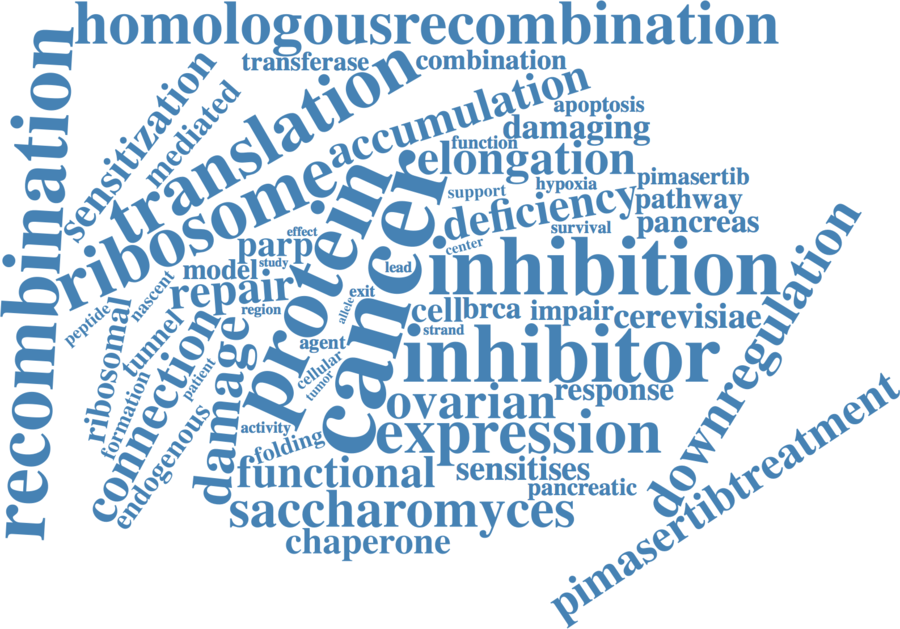 homologousrecombination
transferase
combination
recombination
sensitization
mediated
translation
accumulation
apoptosis
damaging
function
elongation
ribosome
protein
cancer
support
hypoxia
pimasertib
deficiency
pathway
survival
pancreas
effect
parp
center
study
model
lead
inhibition
repair
region
nascent
peptide
exit
allele
cell
brca
impair
cerevisiae
strand
tunnel
ribosomal
connection
formation
patient
endogenous
damage
agent
cellular
tumor
inhibitor
response
ovarian
downregulation
activity
folding
expression
functional
sensitises
pancreatic
saccharomyces
chaperone
pimasertibtreatment